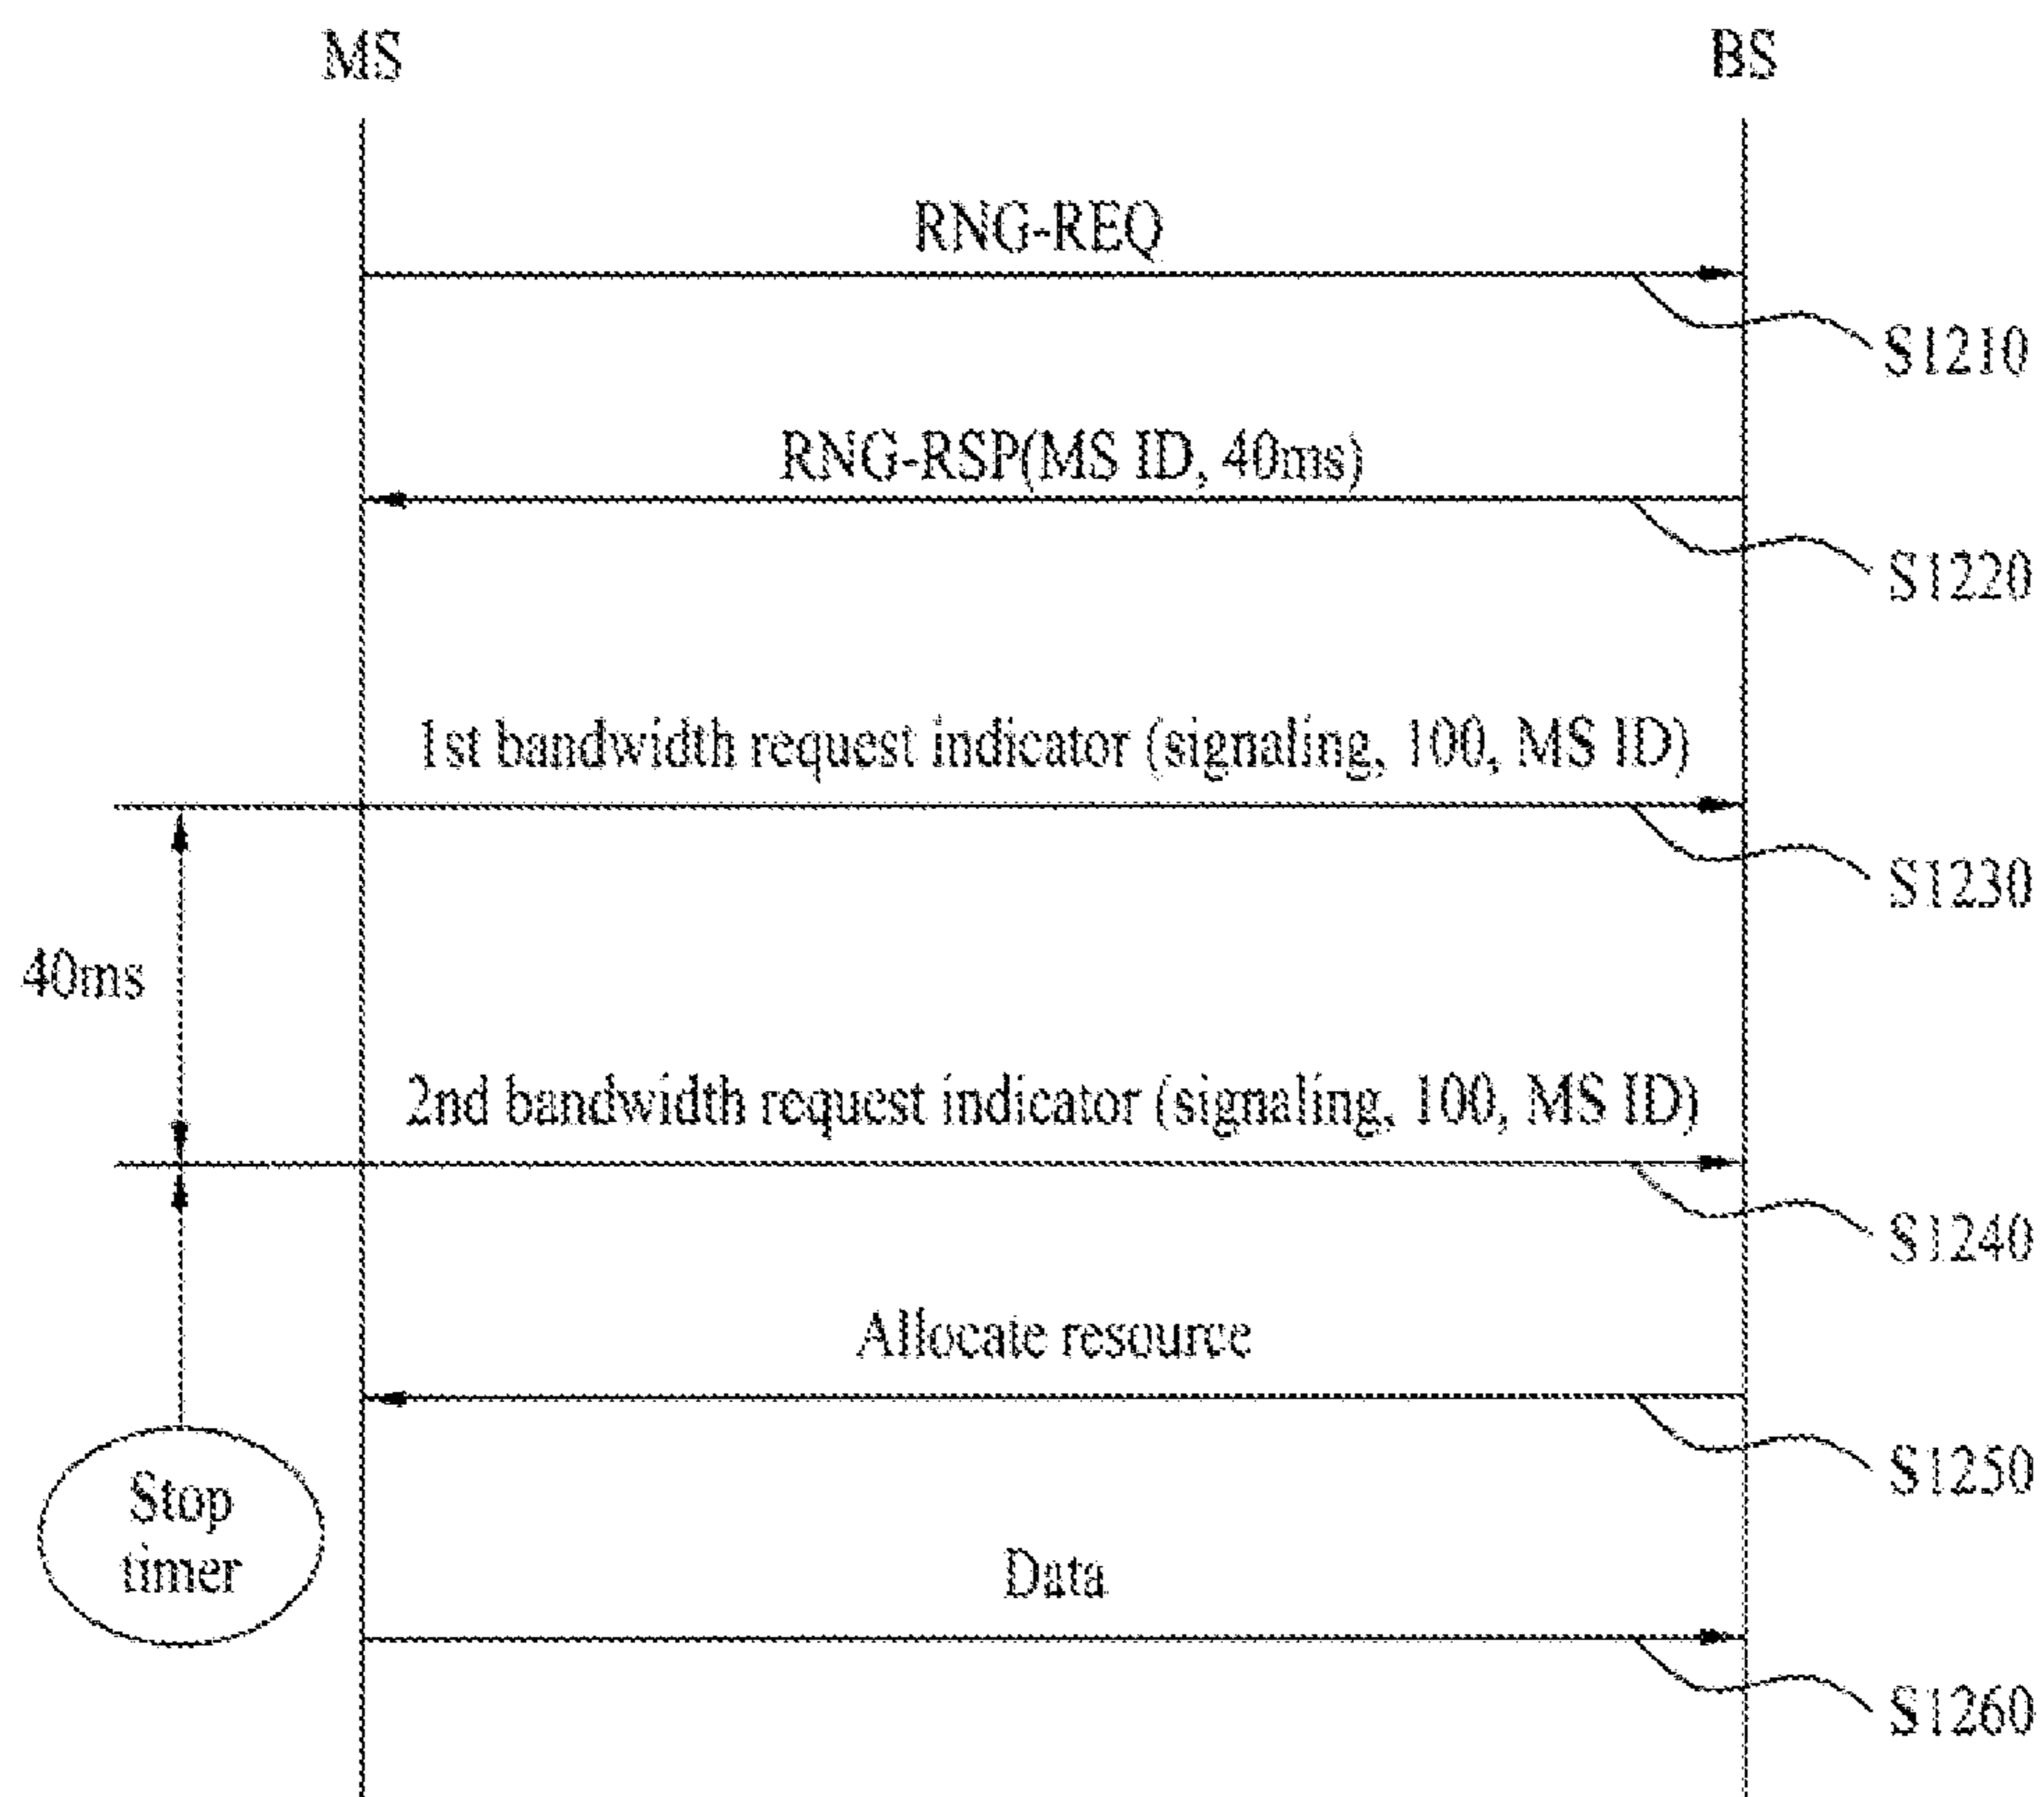 MS
BS
RNG-REQ
S1210
RNG-RSP(MS ID, 40ms)
S1220
1st bandwidth request indicator (signaling, 100, MS ID)
S1230
40ms
2nd bandwidth request indicator (signaling, 100, MS ID)
S1240
Allocate resource
S1250
Stop
timer
Data
S1260